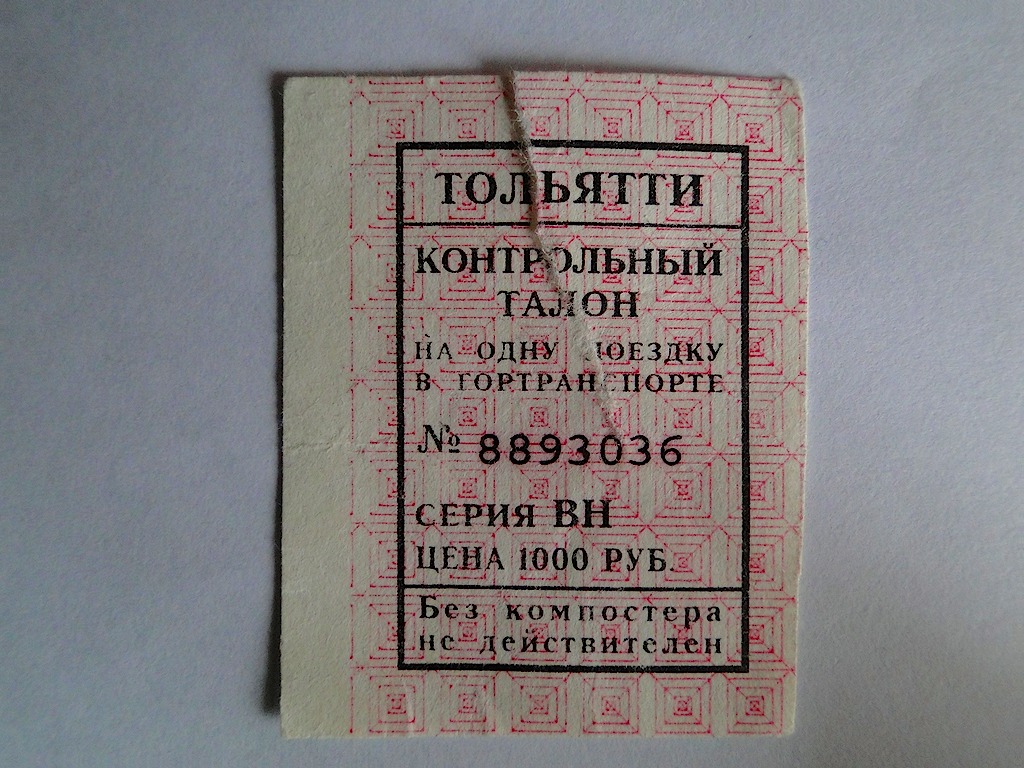 ТОЛЬЯТТИ
КОНТРОЛЬНЫЙ
ТАЛОН
НА ОДНУ ПОЕЗДКУ
В ГОРТРАНСПОРТЕ
№ 8893036
СЕРИЯ ВН
ЦЕНА 1000 РУБ.
Без компостера
не действителен